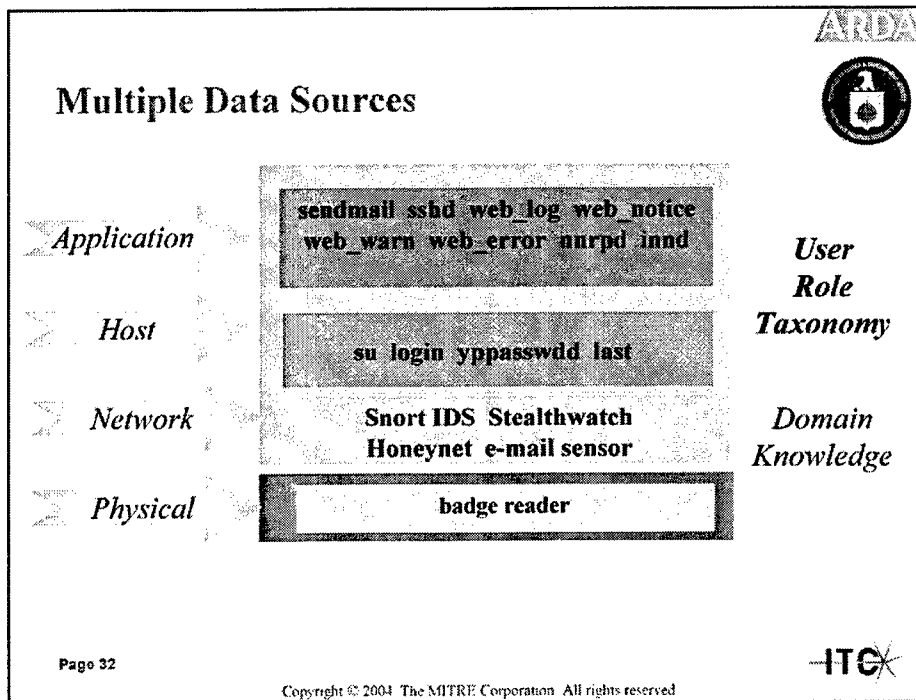 ARDA
Multiple Data Sources
Application
sendmail sshd web_log web_notice
web_warn web_error nnrpd innd
User
Role
Taxonomy
Host
su login yppasswdd last
Network
Snort IDS Stealthwatch
Honeynet e-mail sensor
Domain
Knowledge
Physical
badge reader
Page 32
ITC
Copyright © 2004 The MITRE Corporation All rights reserved